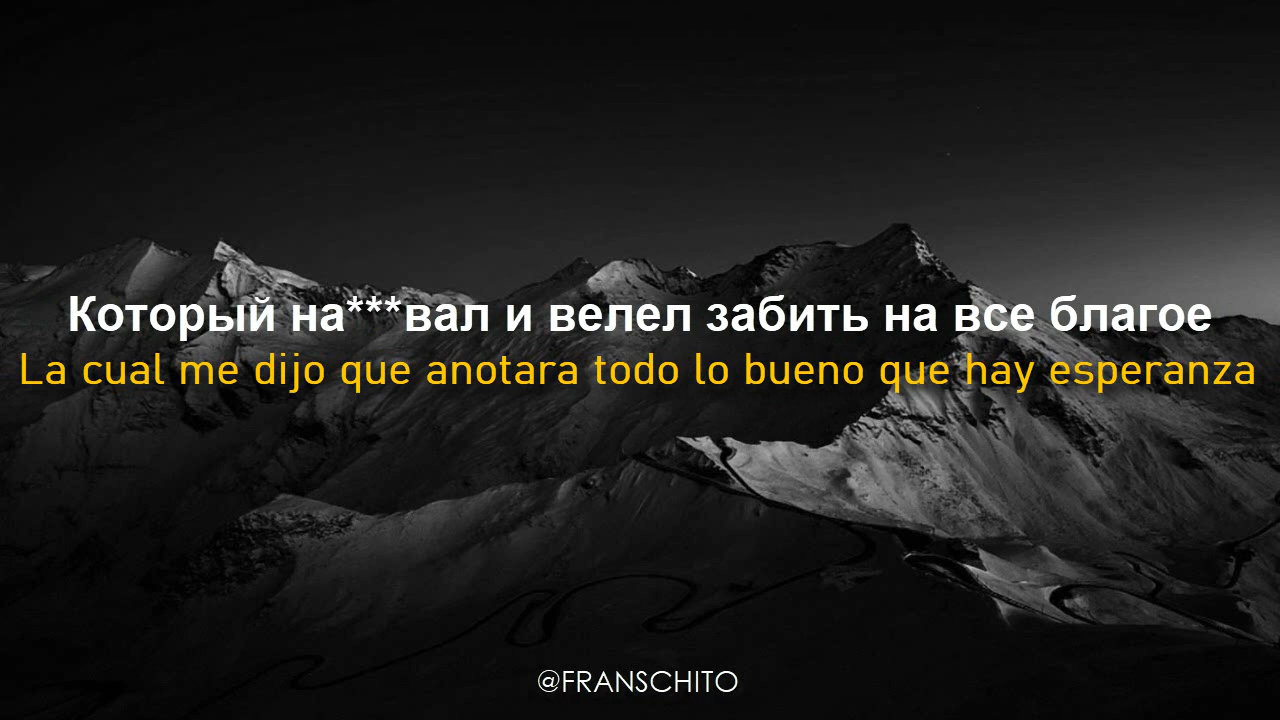 Который на***вал и велел забить на все благое
La cual me dijo que anotara todo lo bueno que hay esperanza
@FRANSCHITO